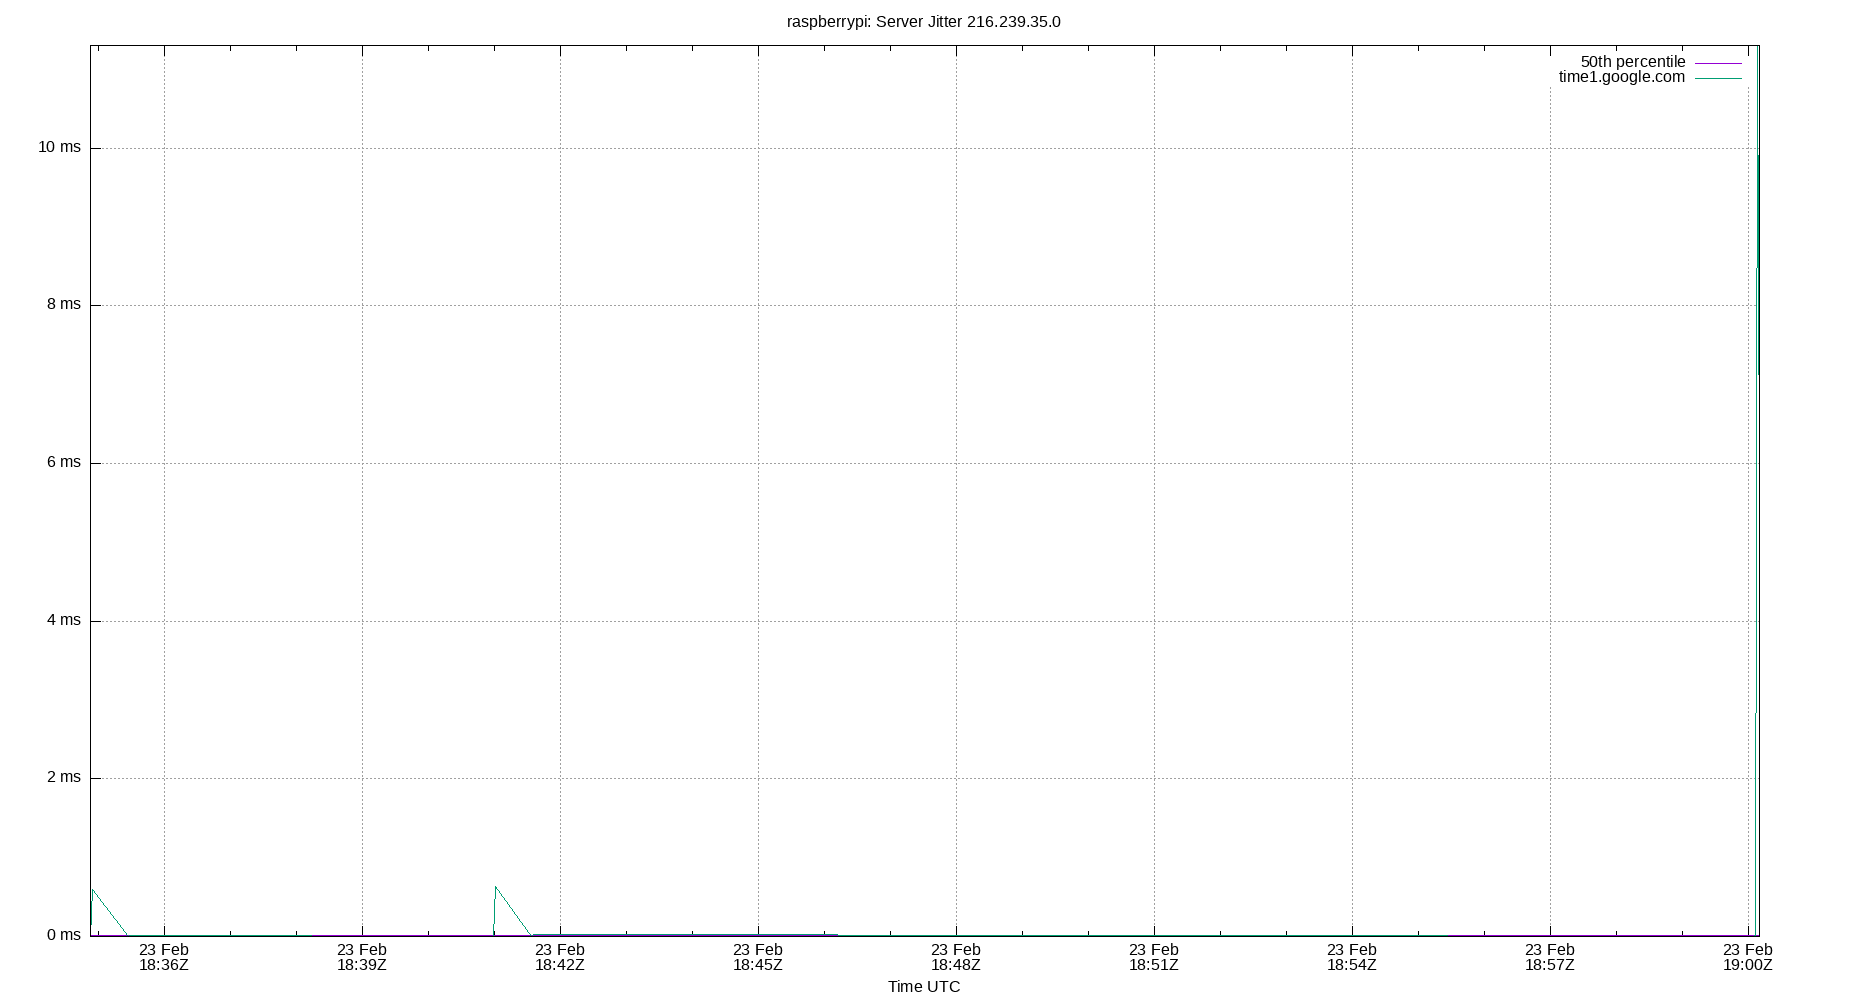 raspberrypi: Server Jitter 216.239.35.0
50th percentile
time1.google.com
10 ms
8 ms
6 ms
4 ms
2 ms
0 ms
23 Feb 23 Feb 23 Feb 23 Feb 23 Feb 23 Feb 23 Feb 23 Feb 23 Feb
18:36Z 18:39Z 18:42Z 18:45Z 18:48Z 18:51Z 18:54Z 18:57Z 19:00Z
Time UTC